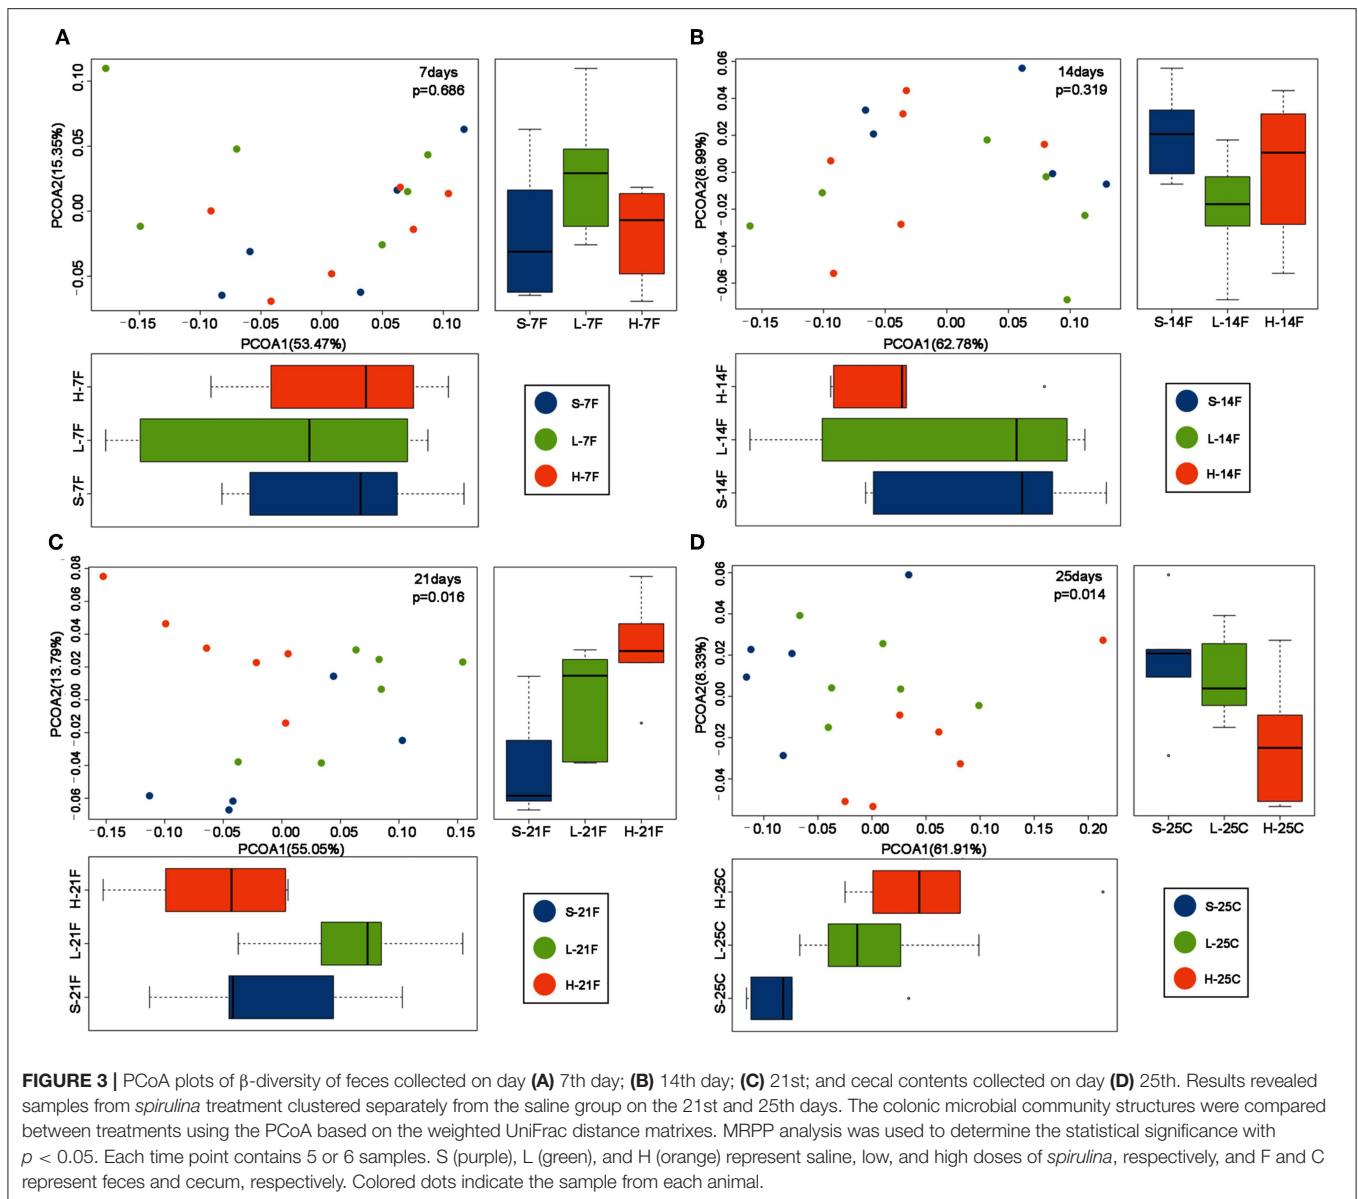 A
7days
p=0.686
PCOA2(15.35%)
0.10
0.05
0.00
−0.05
−0.15 −0.10 −0.05 0.00 0.05 0.10
PCOA1(53.47%)
S-7F L-7F H-7F
H-7F
L-7F
S-7F
S-7F
L-7F
H-7F
B
14days
p=0.319
PCOA2(8.99%)
0.06
0.04
0.02
0.00
−0.02
−0.04
−0.06
−0.15 −0.10 −0.05 0.00 0.05 0.10
PCOA1(62.78%)
S-14F L-14F H-14F
H-14F
L-14F
S-14F
S-14F
L-14F
H-14F
C
21days
p=0.016
PCOA2(13.79%)
0.08
0.04
0.02
0.00
−0.02
−0.04
−0.06
−0.15 −0.10 −0.05 0.00 0.05 0.10 0.15
PCOA1(55.05%)
S-21F L-21F H-21F
H-21F
L-21F
S-21F
S-21F
L-21F
H-21F
D
25days
p=0.014
PCOA2(8.33%)
0.06
0.04
0.02
0.00
−0.02
−0.04
−0.10 −0.05 0.00 0.05 0.10 0.20
PCOA1(61.91%)
S-25C L-25C H-25C
H-25C
L-25C
S-25C
S-25C
L-25C
H-25C
FIGURE 3 | PCoA plots of β-diversity of feces collected on day (A) 7th day; (B) 14th day; (C) 21st; and cecal contents collected on day (D) 25th. Results revealed
samples from spirulina treatment clustered separately from the saline group on the 21st and 25th days. The colonic microbial community structures were compared
between treatments using the PCoA based on the weighted UniFrac distance matrixes. MRPP analysis was used to determine the statistical significance with
p < 0.05. Each time point contains 5 or 6 samples. S (purple), L (green), and H (orange) represent saline, low, and high doses of spirulina, respectively, and F and C
represent feces and cecum, respectively. Colored dots indicate the sample from each animal.